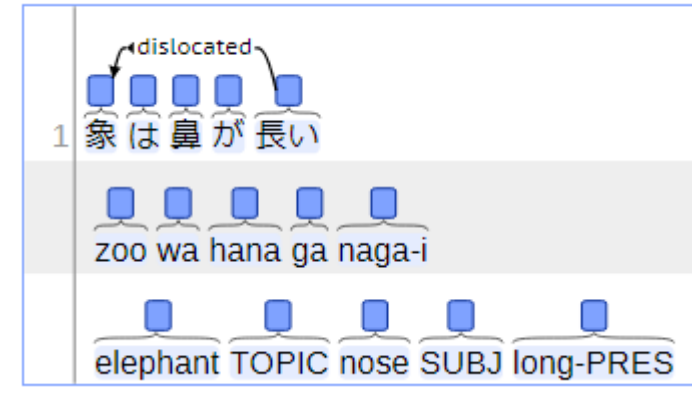 dislocated
1 象 は 鼻 が 長い
zoo wa hana ga naga-i
elephant TOPIC nose SUBJ long-PRES